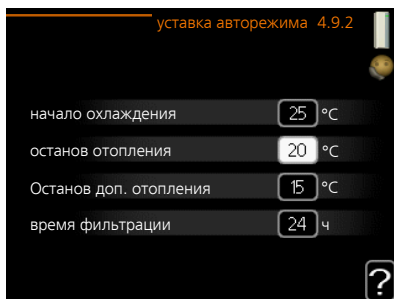 уставка авторежима 4.9.2
начало охлаждения 25 °C
останов отопления 20 °C
Останов доп. отопления 15 °C
время фильтрации 24 ч
?